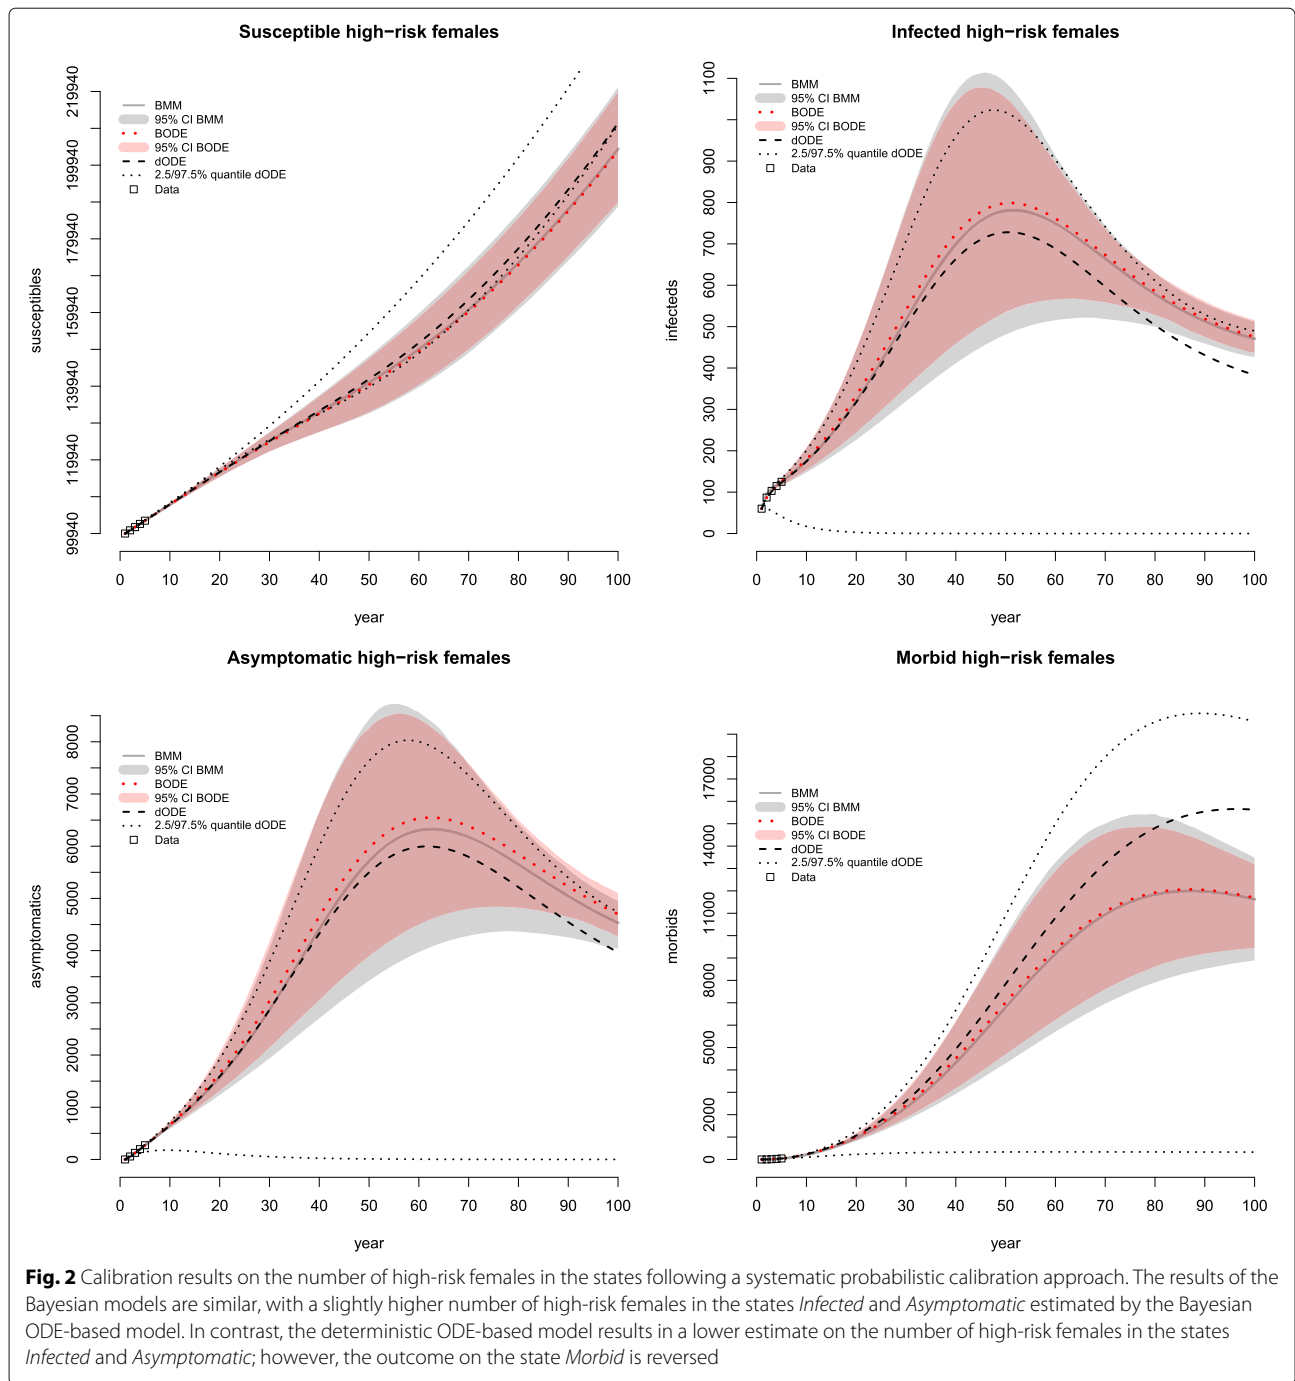 Susceptible high−risk females
219940
199940
179940
159940
139940
119940
99940
susceptibles
BMM
95% CI BMM
BODE
95% CI BODE
dODE
2.5/97.5% quantile dODE
Data
0 10 20 30 40 50 60 70 80 90 100
year
Infected high−risk females
1100
900
800
700
600
500
400
300
200
100
0
infecteds
BMM
95% CI BMM
BODE
95% CI BODE
dODE
2.5/97.5% quantile dODE
Data
0 10 20 30 40 50 60 70 80 90 100
year
Asymptomatic high−risk females
8000
7000
6000
5000
4000
3000
2000
1000
0
asymptomatics
BMM
95% CI BMM
BODE
95% CI BODE
dODE
2.5/97.5% quantile dODE
Data
0 10 20 30 40 50 60 70 80 90 100
year
Morbid high−risk females
17000
14000
11000
8000
5000
2000
0
morbids
BMM
95% CI BMM
BODE
95% CI BODE
dODE
2.5/97.5% quantile dODE
Data
0 10 20 30 40 50 60 70 80 90 100
year
Fig. 2 Calibration results on the number of high-risk females in the states following a systematic probabilistic calibration approach. The results of the
Bayesian models are similar, with a slightly higher number of high-risk females in the states Infected and Asymptomatic estimated by the Bayesian
ODE-based model. In contrast, the deterministic ODE-based model results in a lower estimate on the number of high-risk females in the states
Infected and Asymptomatic; however, the outcome on the state Morbid is reversed